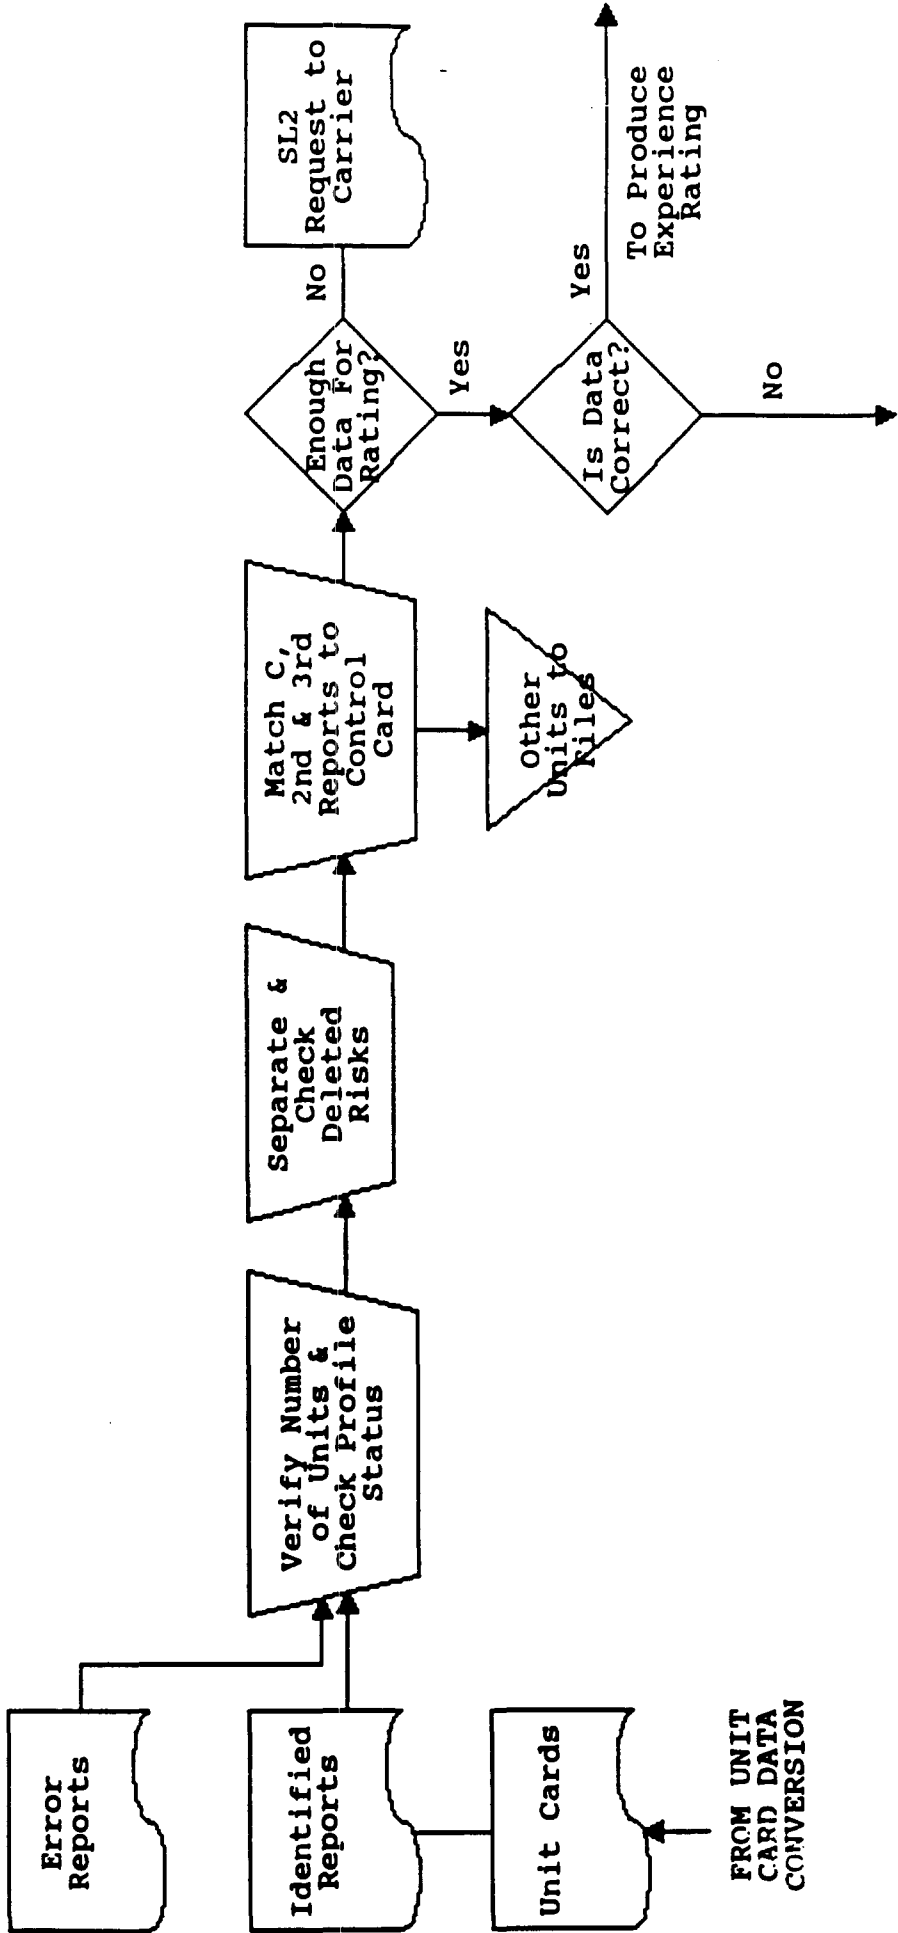 Error
Reports
Identified
Reports
Unit Cards
FROM UNIT
CARD DATA
CONVERSION
Verify Number
of Units &
Check Profile
Status
Separate &
Check
Deleted
Risks
Match C,
2nd & 3rd
Reports to
Control
Card
Other
Units to
Files
Enough
Data For
Rating?
No
SL2
Request to
Carrier
Yes
Is Data
Correct?
Yes
To Produce
Experience
Rating
No